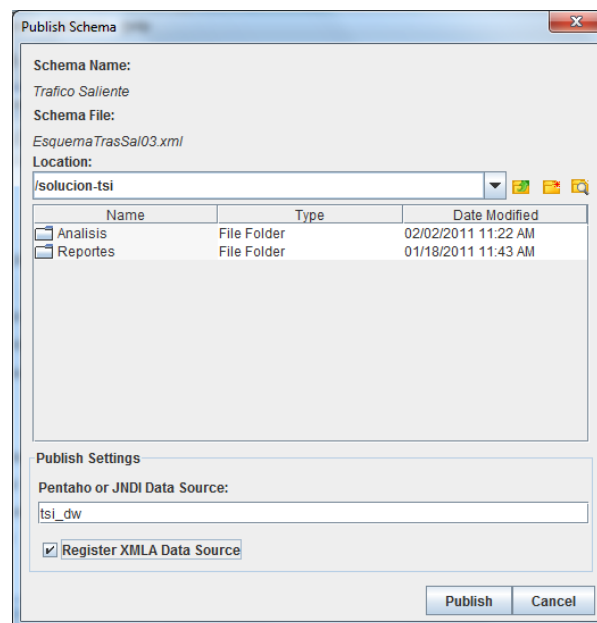 Publish Schema
Schema Name:
Trafico Saliente
Schema File:
EsquemaTrasSal03.xml
Location:
/solucion-tsi
Name Type Date Modified
Analisis File Folder 02/02/2011 11:22 AM
Reportes File Folder 01/18/2011 11:43 AM
Publish Settings
Pentaho or JNDI Data Source:
tsi_dw
Register XMLA Data Source
Publish Cancel